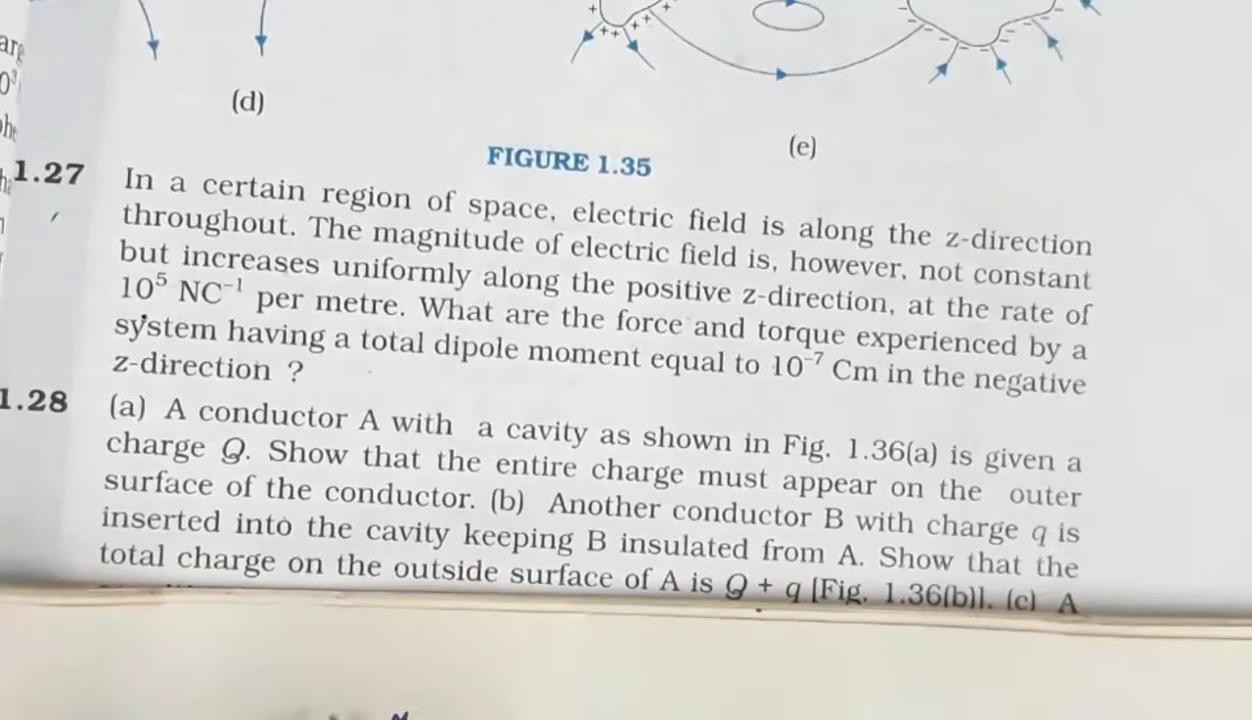 (d)
(e)
FIGURE 1.35
1.27 In a certain region of space, electric field is along the z-direction
throughout. The magnitude of electric field is, however, not constant
but increases uniformly along the positive z-direction, at the rate of
10⁵ NC⁻¹ per metre. What are the force and torque experienced by a
system having a total dipole moment equal to 10⁻⁷ Cm in the negative
z-direction ?
1.28 (a) A conductor A with a cavity as shown in Fig. 1.36(a) is given a
charge Q. Show that the entire charge must appear on the outer
surface of the conductor. (b) Another conductor B with charge q is
inserted into the cavity keeping B insulated from A. Show that the
total charge on the outside surface of A is Q + q [Fig. 1.36(b)]. (c) A